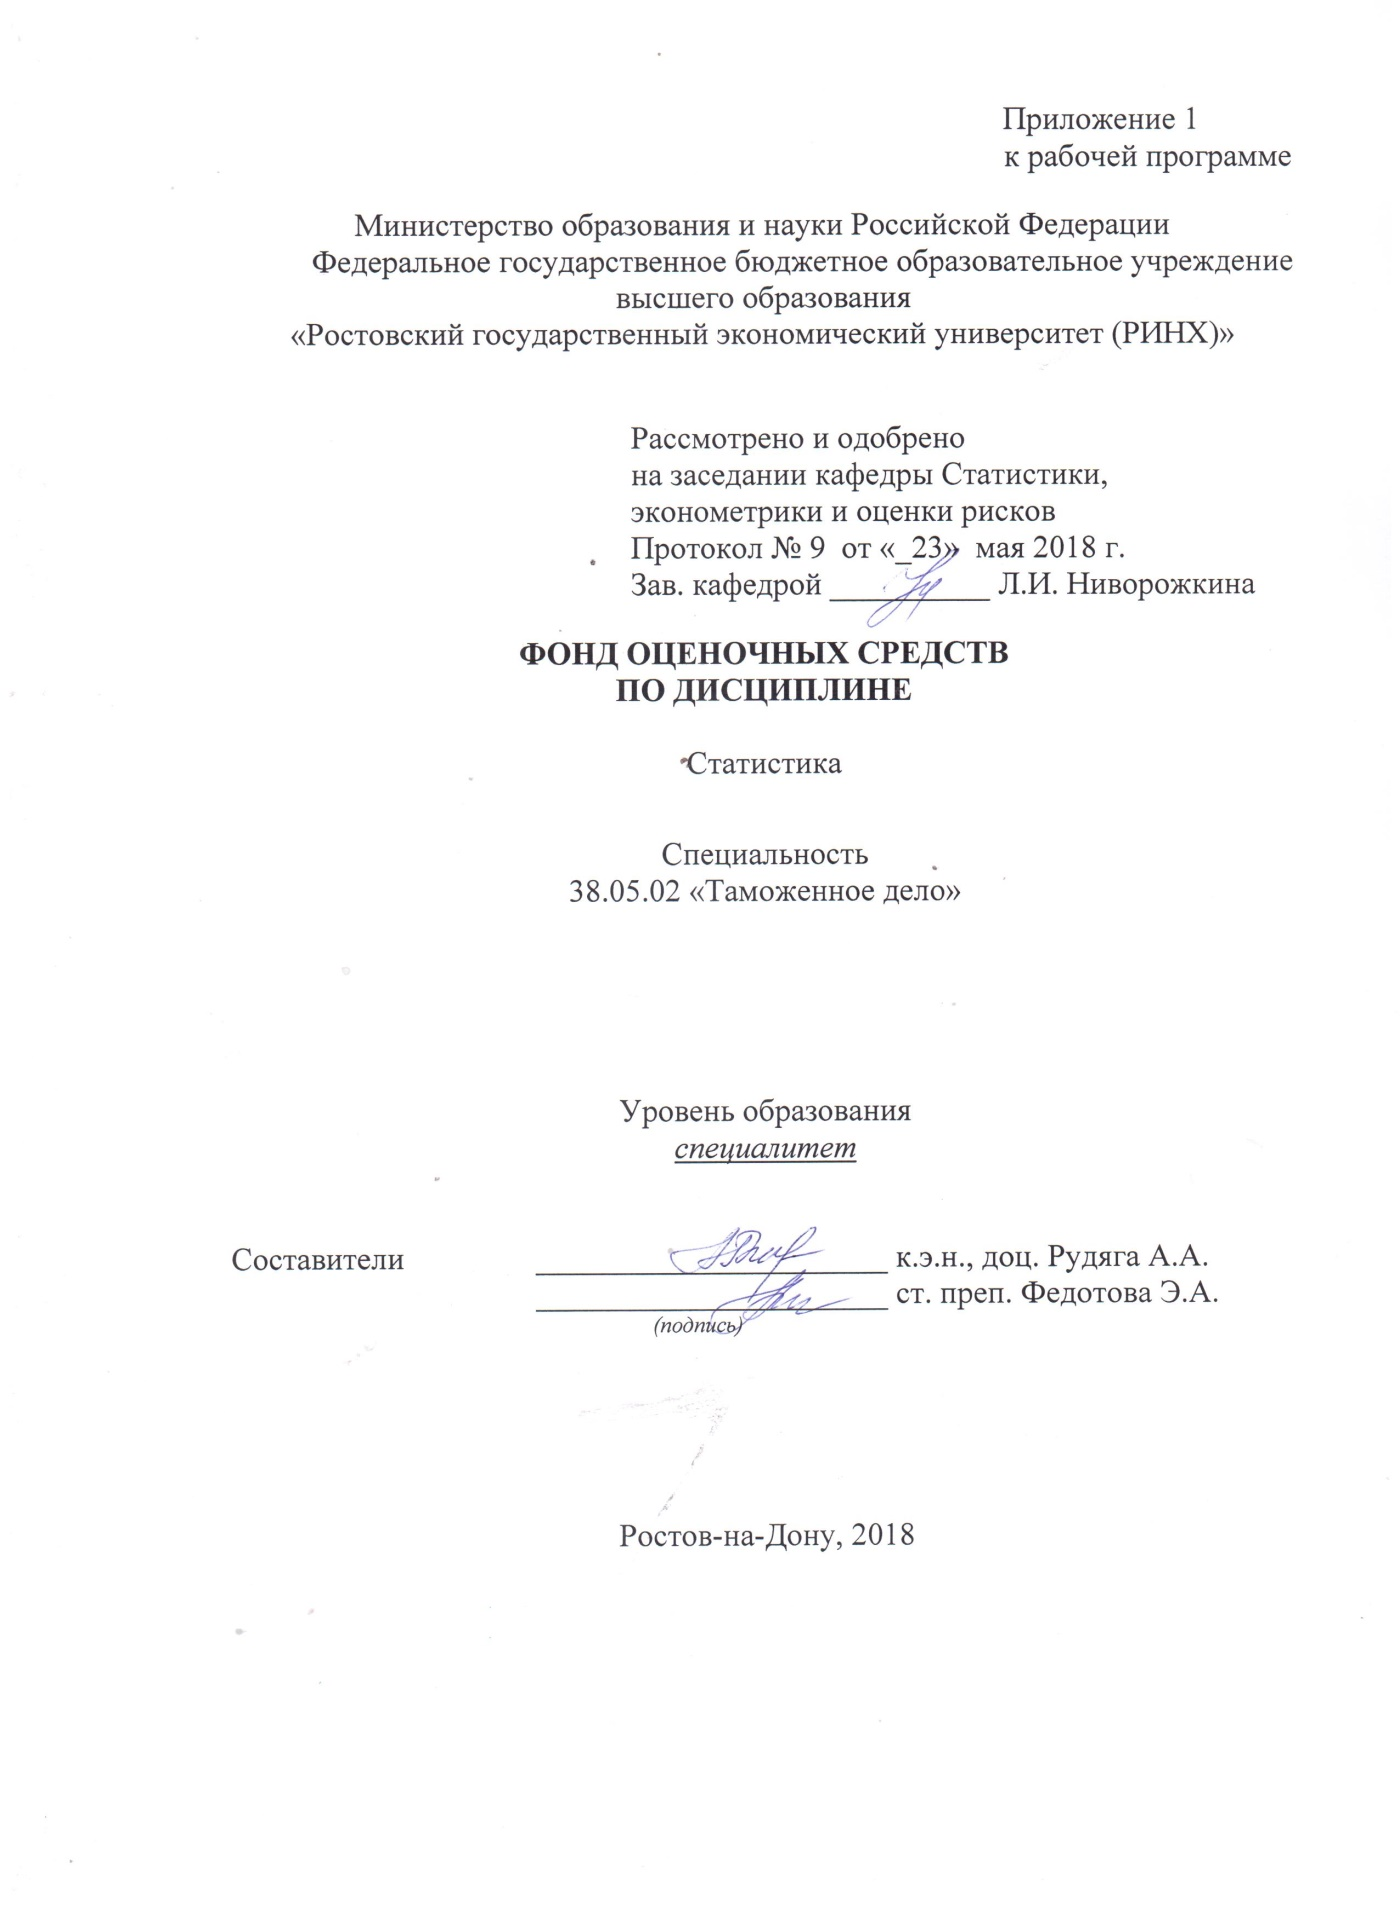 Приложение 1
к рабочей программе
Министерство образования и науки Российской Федерации
Федеральное государственное бюджетное образовательное учреждение
высшего образования
«Ростовский государственный экономический университет (РИНХ)»
Рассмотрено и одобрено
на заседании кафедры Статистики,
эконометрики и оценки рисков
Протокол № 9 от «_23» мая 2018 г.
Зав. кафедрой __________ Л.И. Ниворожкина
ФОНД ОЦЕНОЧНЫХ СРЕДСТВ
ПО ДИСЦИПЛИНЕ
Статистика
Специальность
38.05.02 «Таможенное дело»
Уровень образования
специалитет
Составители ______________________ к.э.н., доц. Рудяга А.А.
______________________ ст. преп. Федотова Э.А.
(подпись)
Ростов-на-Дону, 2018